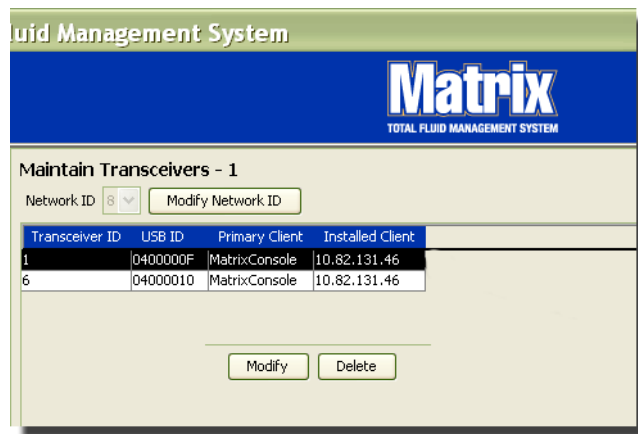 luid Management System
Matrix
TOTAL FLUID MANAGEMENT SYSTEM
Maintain Transceivers - 1
Network ID 8 Modify Network ID
Transceiver ID USB ID Primary Client Installed Client
1 0400000F MatrixConsole 10.82.131.46
6 04000010 MatrixConsole 10.82.131.46
Modify Delete